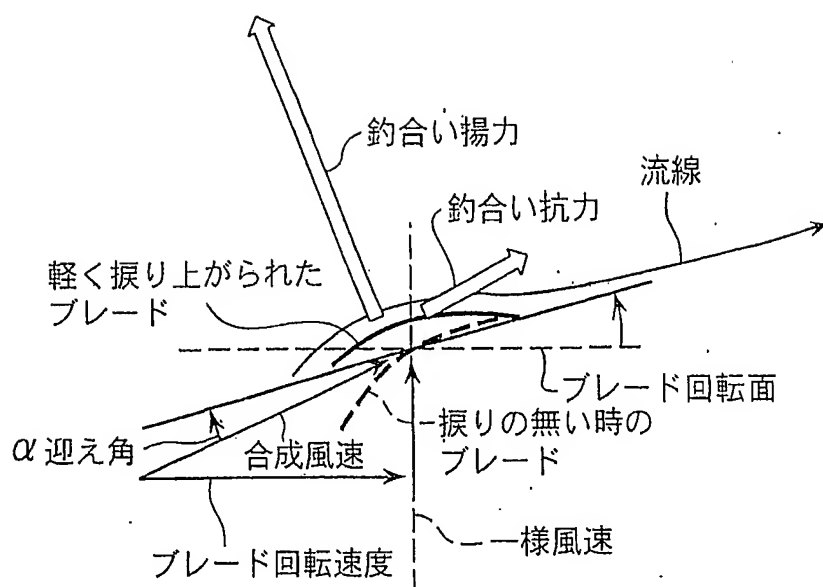 釣合い揚力
流線
釣合い抗力
軽く捩り上がられた
ブレード
ブレード回転面
捩りの無い時の
ブレード
α 迎え角
合成風速
一様風速
ブレード回転速度